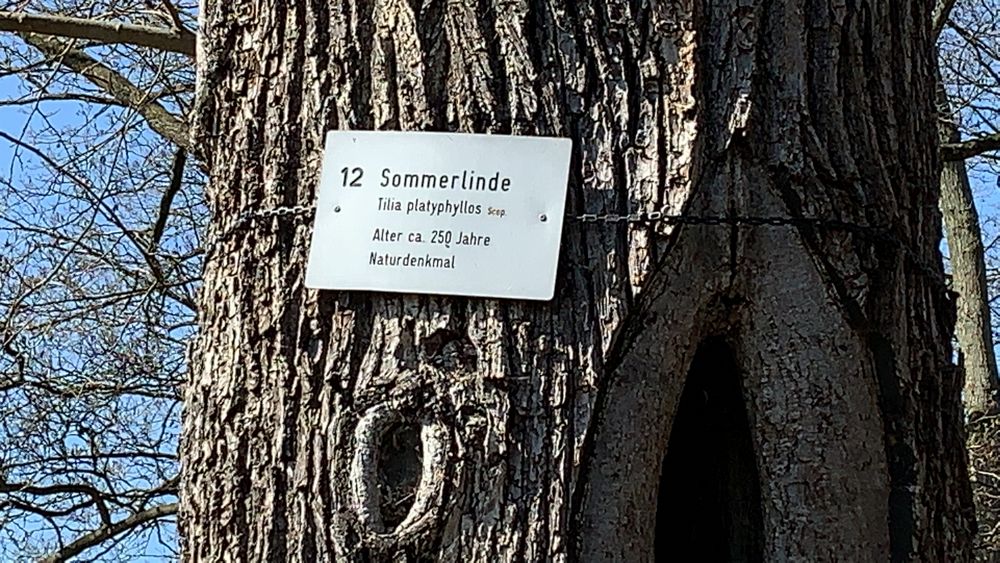 12 Sommerlinde
Tilia platyphyllos Scop.
Alter ca. 250 Jahre
Naturdenkmal